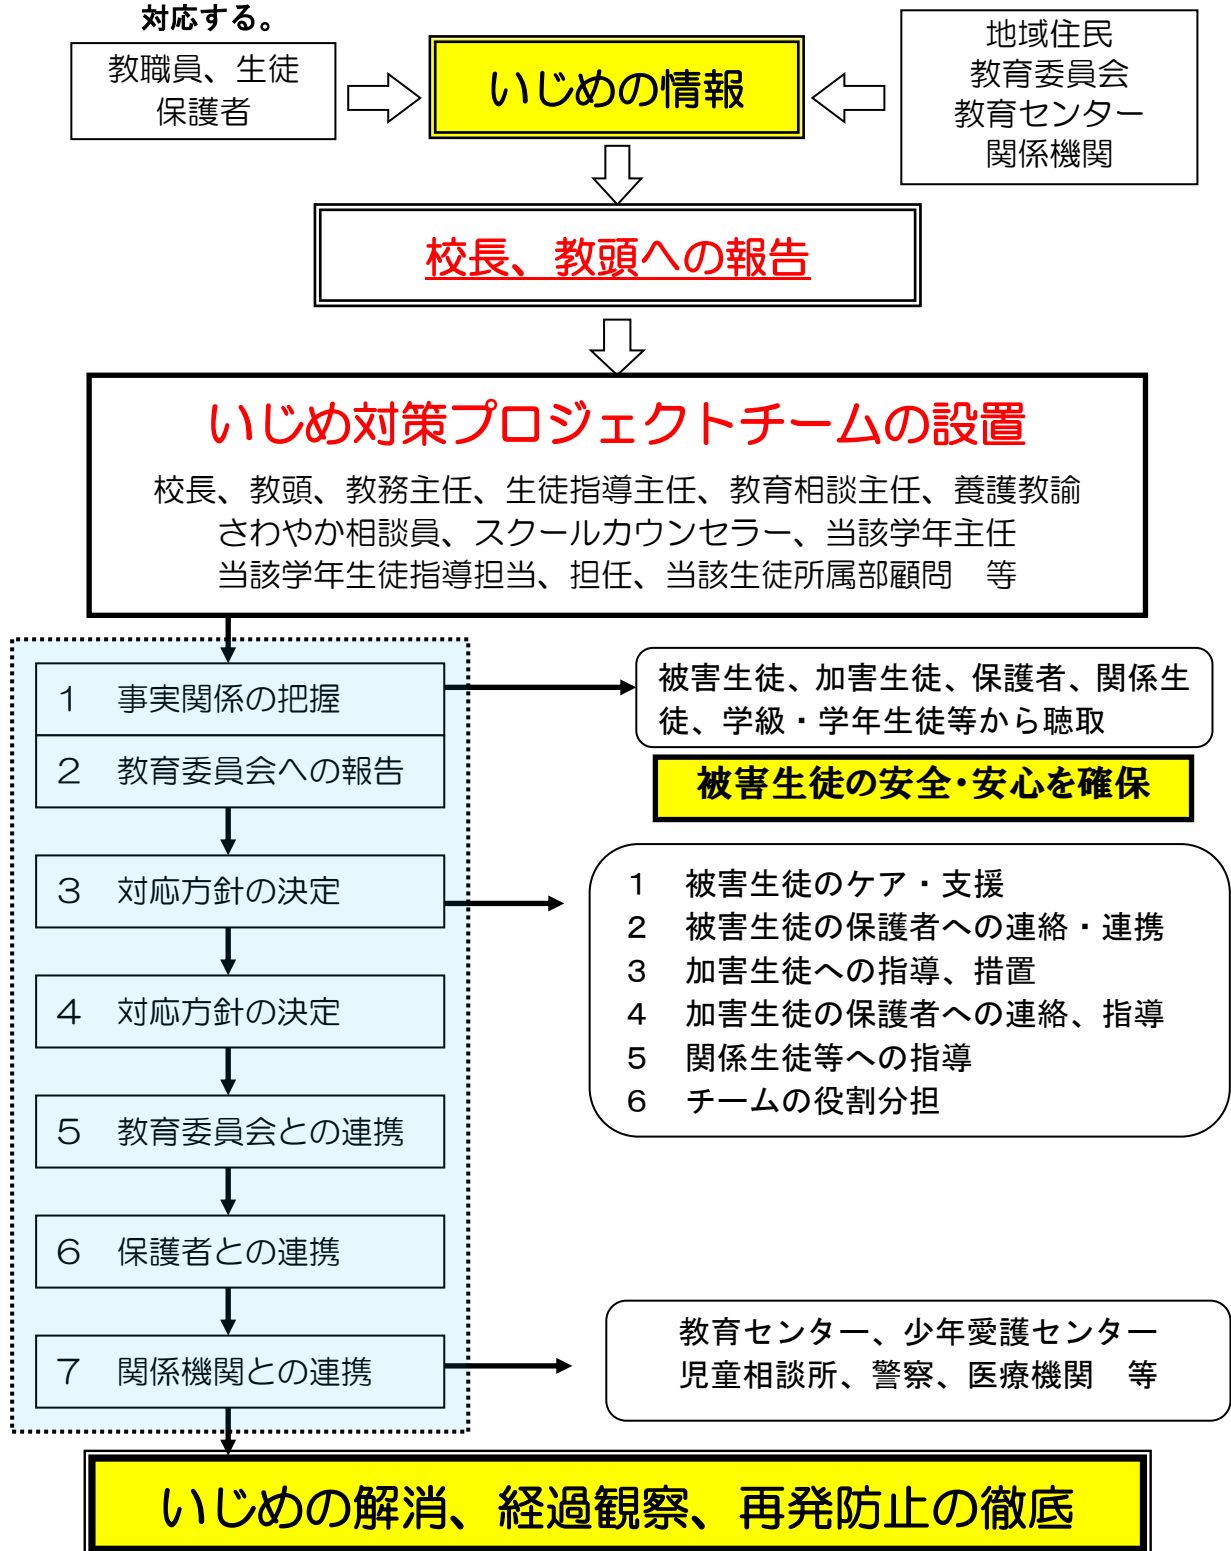 対応する。
教職員、生徒
保護者
いじめの情報
地域住民
教育委員会
教育センター
関係機関
校長、教頭への報告
いじめ対策プロジェクトチームの設置
校長、教頭、教務主任、生徒指導主任、教育相談主任、養護教諭
さわやか相談員、スクールカウンセラー、当該学年主任
当該学年生徒指導担当、担任、当該生徒所属部顧問　等
１　事実関係の把握
２　教育委員会への報告
被害生徒、加害生徒、保護者、関係生
徒、学級・学年生徒等から聴取
被害生徒の安全・安心を確保
３　対応方針の決定
１　被害生徒のケア・支援
２　被害生徒の保護者への連絡・連携
３　加害生徒への指導、措置
４　加害生徒の保護者への連絡、指導
５　関係生徒等への指導
６　チームの役割分担
４　対応方針の決定
５　教育委員会との連携
６　保護者との連携
７　関係機関との連携
教育センター、少年愛護センター
児童相談所、警察、医療機関　等
いじめの解消、経過観察、再発防止の徹底